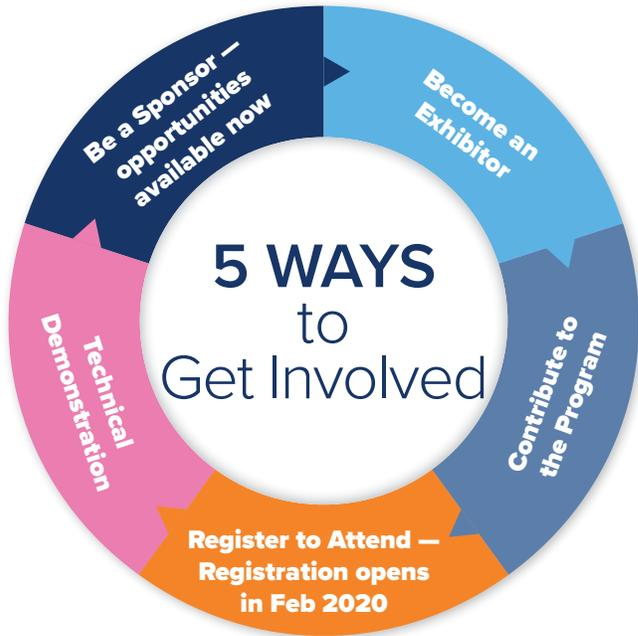 5 WAYS
to
Get Involved
Be a Sponsor —
opportunities
available now
Become an
Exhibitor
Contribute to
the Program
Register to Attend —
Registration opens
in Feb 2020
Technical
Demonstration